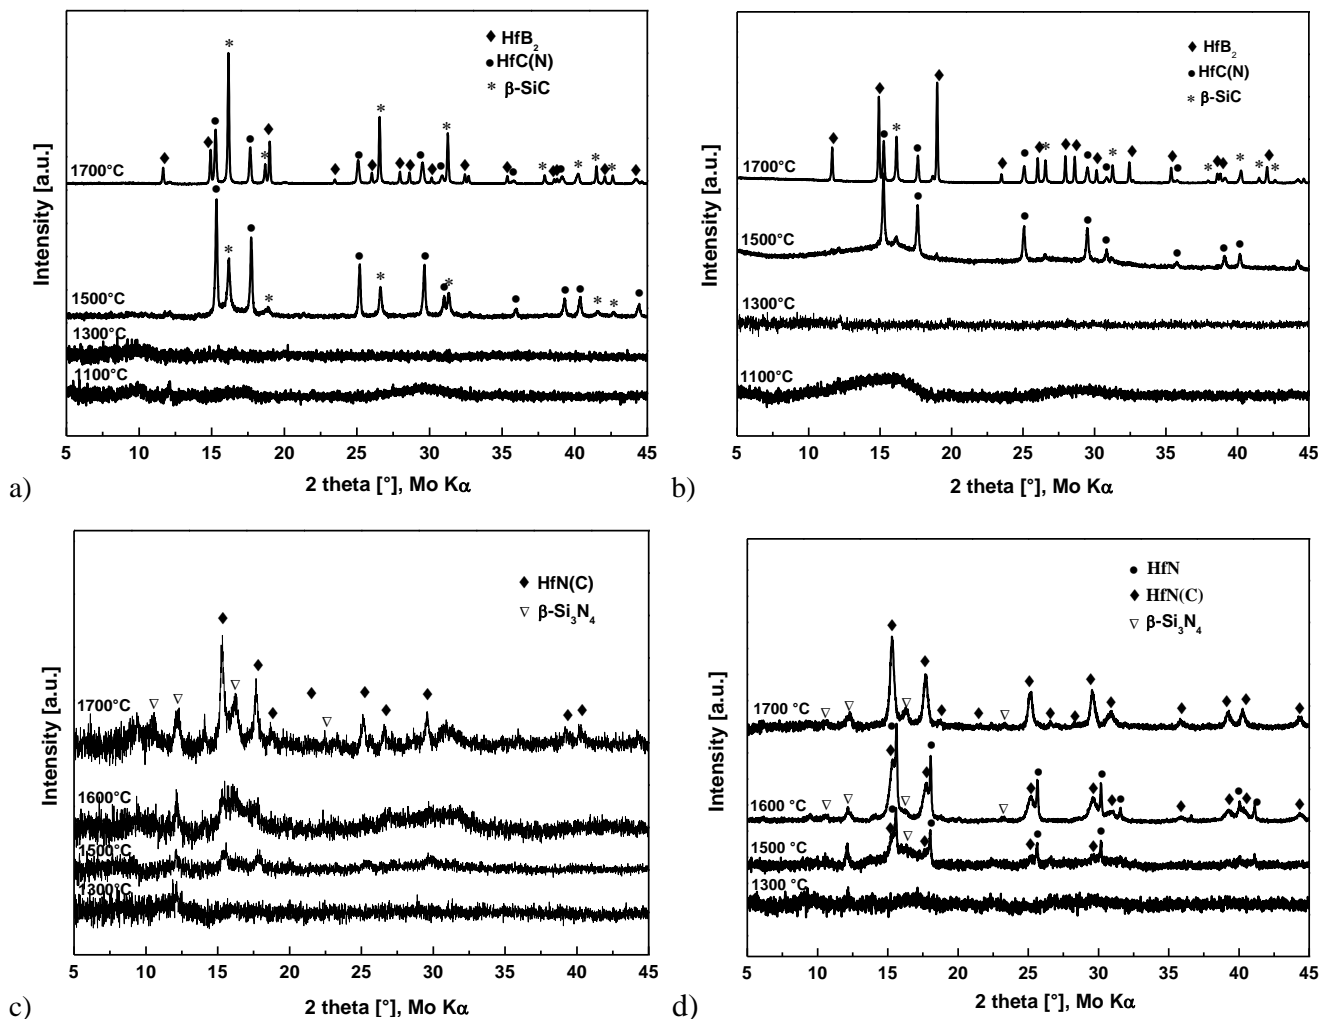 HfB2
HfC(N)
* β-SiC
1700°C
1500°C
1300°C
1100°C
Intensity [a.u.]
5 10 15 20 25 30 35 40 45
2 theta [°], Mo Kα
a)
HfB2
HfC(N)
* β-SiC
1700°C
1500°C
1300°C
1100°C
Intensity [a.u.]
5 10 15 20 25 30 35 40 45
2 theta [°], Mo Kα
b)
HfN(C)
β-Si3N4
1700°C
1600°C
1500°C
1300°C
Intensity [a.u.]
5 10 15 20 25 30 35 40 45
2 theta [°], Mo Kα
c)
HfN
HfN(C)
β-Si3N4
1700 °C
1600 °C
1500 °C
1300 °C
Intensity [a.u.]
5 10 15 20 25 30 35 40 45
2 theta [°], Mo Kα
d)